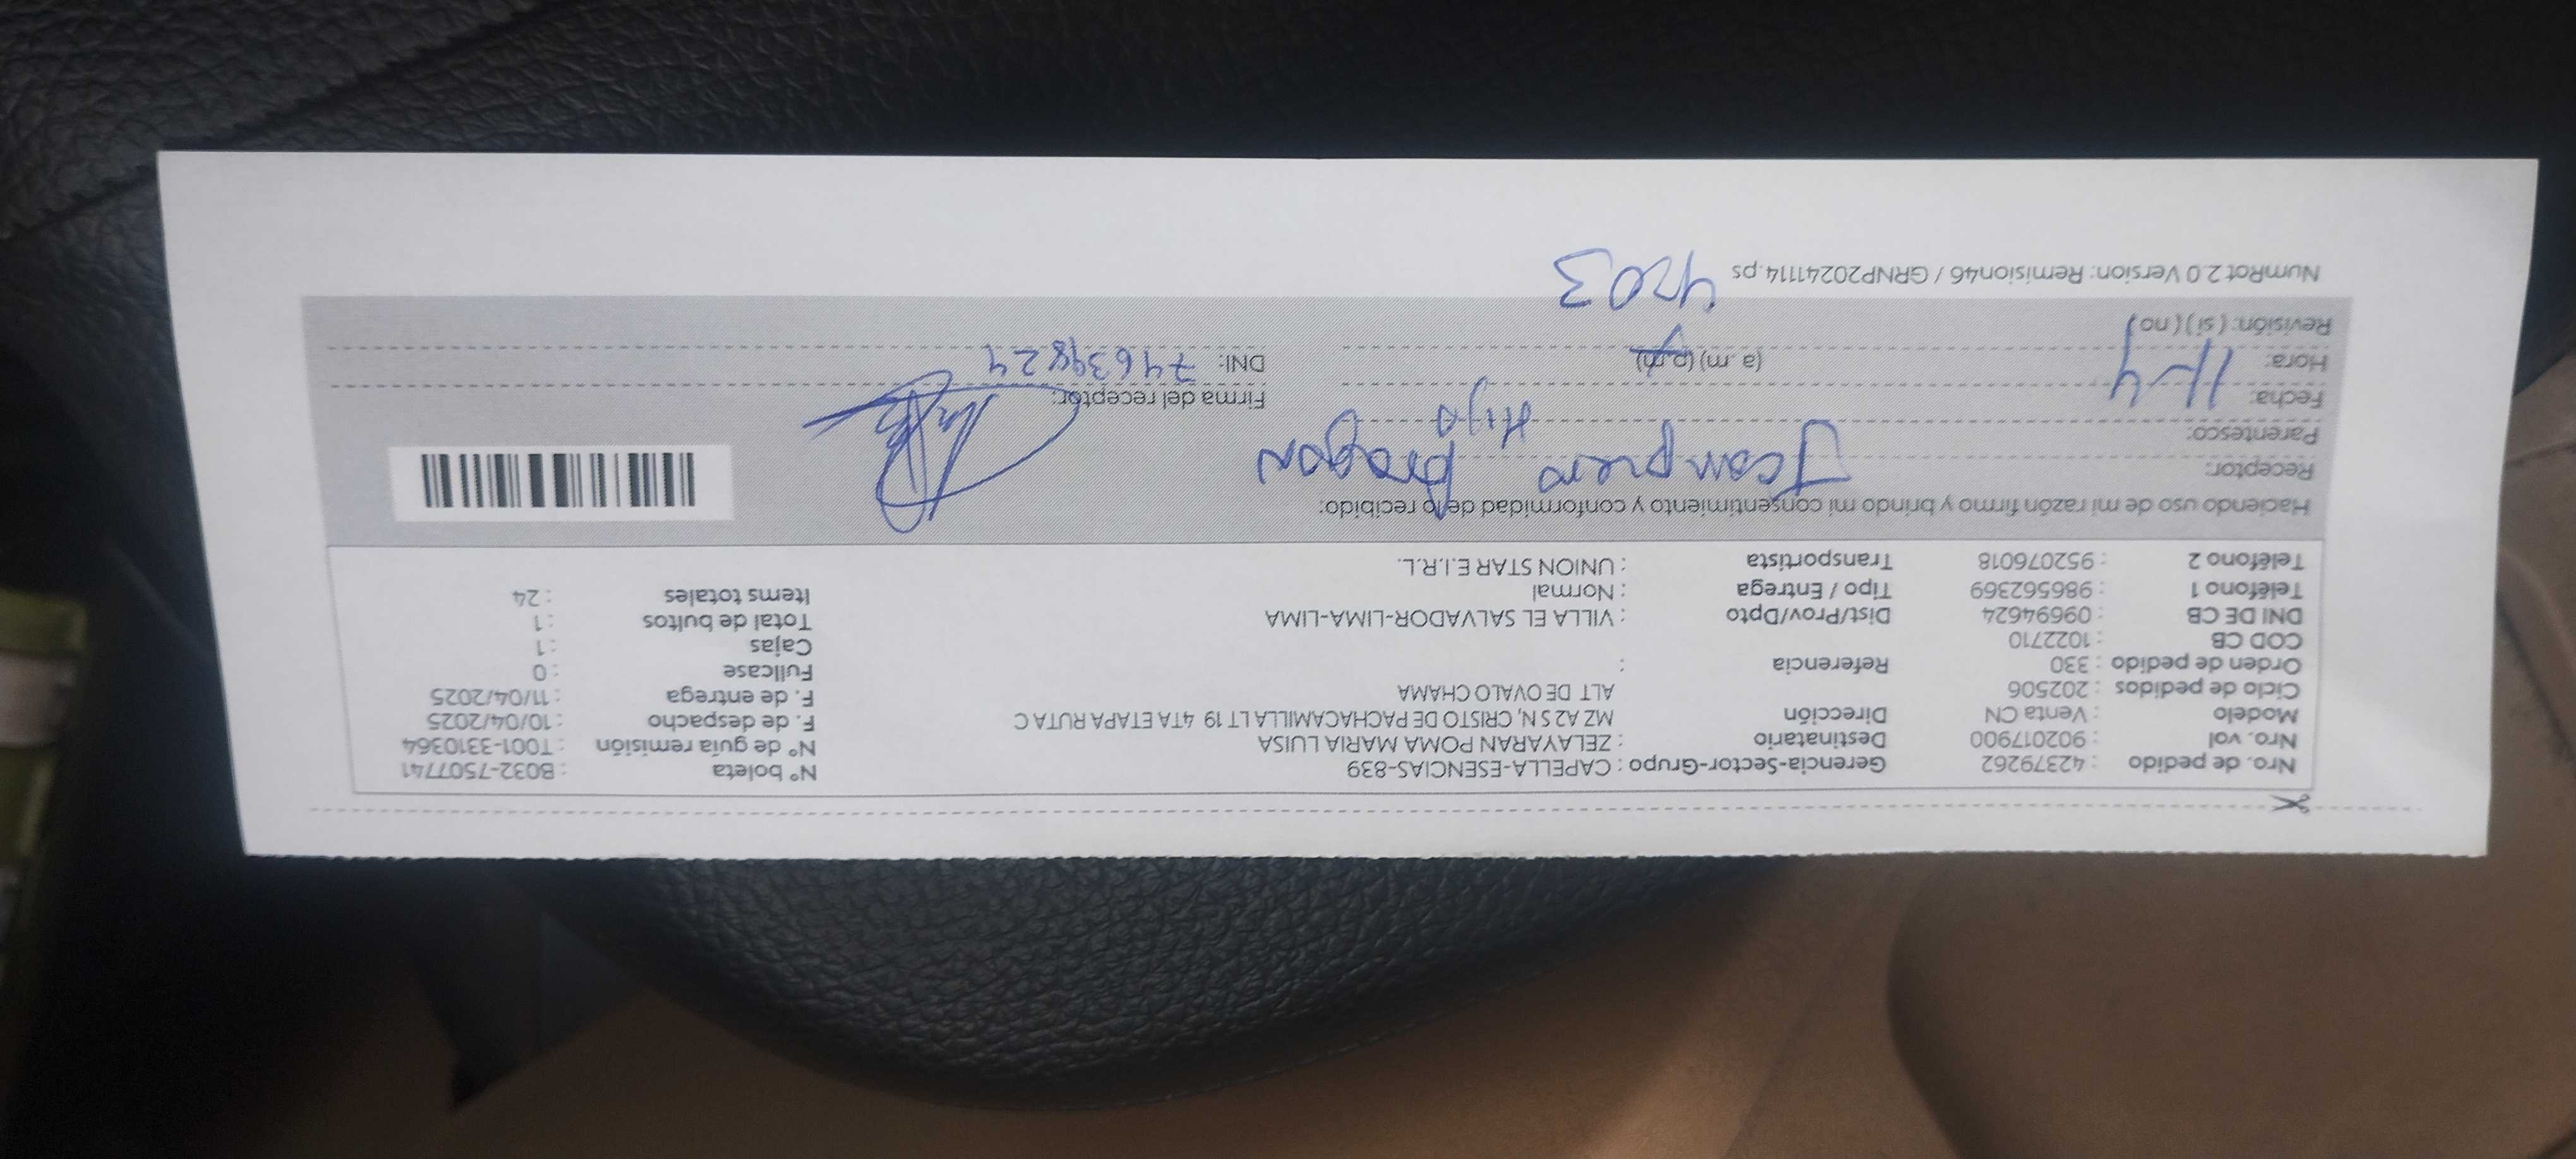 Nro. de pedido : 42379262 Gerencia-Sector-Grupo : CAPELLA-ESENCIAS-839 N° boleta : B032-7507741
Nro. vol : 902017900 Destinatario : ZELAYARAN POMA MARIA LUISA N° de guía remisión : T001-3310364
Modelo : Venta CN Dirección MZ A2 S N, CRISTO DE PACHACAMILLA LT 19 4TA ETAPA RUTA C F. de despacho : 10/04/2025
Ciclo de pedidos : 202506 ALT DE OVALO CHAMA F. de entrega : 11/04/2025
Orden de pedido : 330 Referencia : Fullcase : 0
COD CB : 1022710 Cajas : 1
DNI DE CB : 09694624 Dist/Prov/Dpto : VILLA EL SALVADOR-LIMA-LIMA Total de bultos : 1
Teléfono 1 : 986562369 Tipo / Entrega : Normal Items totales : 24
Teléfono 2 : 952076018 Transportista : UNION STAR E.I.R.L.
Haciendo uso de mi razón firmo y brindo mi consentimiento y conformidad de lo recibido:
Receptor:
Parentesco: Hijo
Fecha: 11-4 Firma del receptor:
Hora: (a. m) (p.m) DNI: 74639824
Revisión: (si) (no)
NumRot 2.0 Version: Remision46 / GRNP20241114.ps 4203